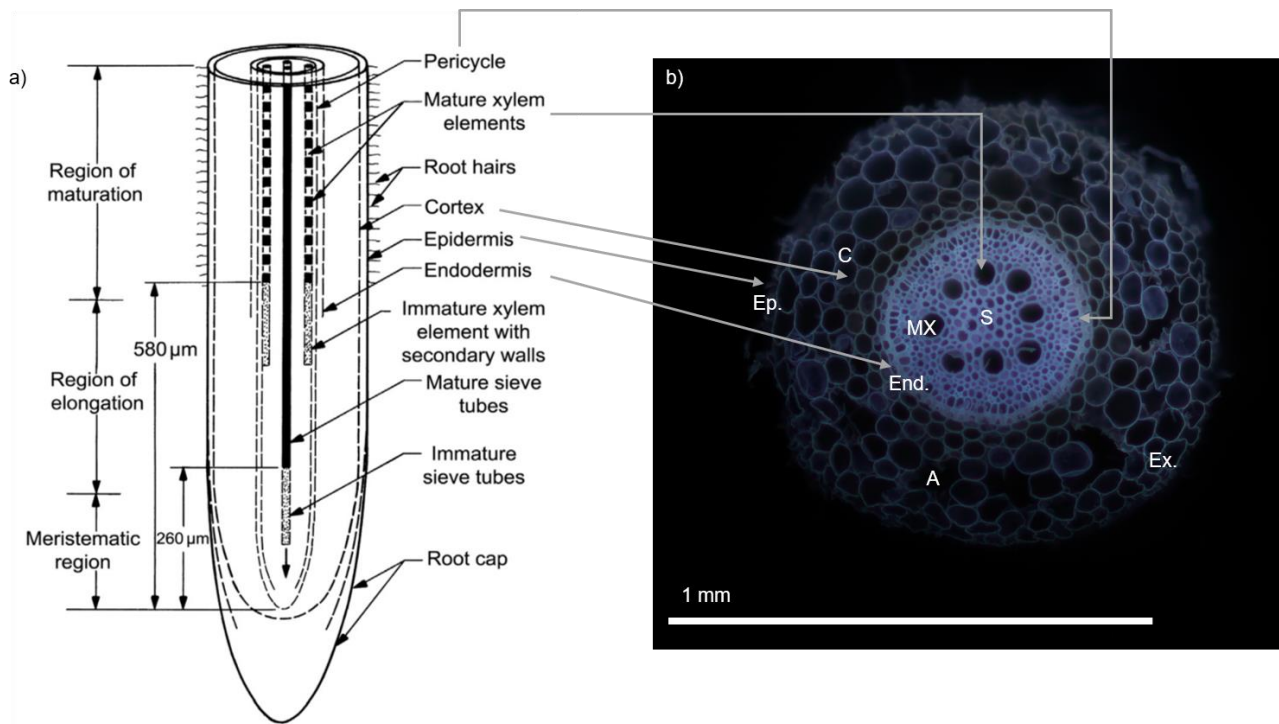 a)
Pericycle
Mature xylem
elements
Root hairs
Cortex
Epidermis
Endodermis
Immature xylem
element with
secondary walls
Mature sieve
tubes
Immature
sieve tubes
Root cap
Region of
maturation
580 µm
Region of
elongation
260 µm
Meristematic
region
b)
C
Ep.
MX
S
End.
Ex.
A
1 mm